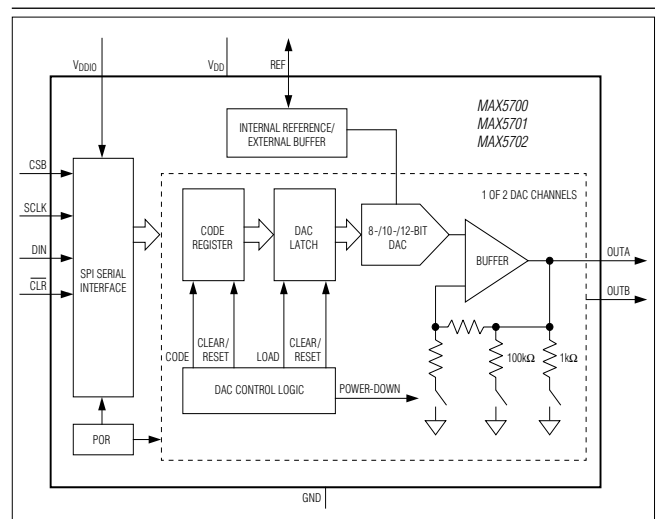 VDDIO
VDD
REF
MAX5700
MAX5701
MAX5702
INTERNAL REFERENCE/
EXTERNAL BUFFER
1 OF 2 DAC CHANNELS
CSB
SCLK
DIN
CLR
SPI SERIAL
INTERFACE
CODE
REGISTER
DAC
LATCH
8-/10-/12-BIT
DAC
BUFFER
OUTA
OUTB
CODE
CLEAR/
RESET
LOAD
CLEAR/
RESET
100kΩ
1kΩ
DAC CONTROL LOGIC
POWER-DOWN
POR
GND